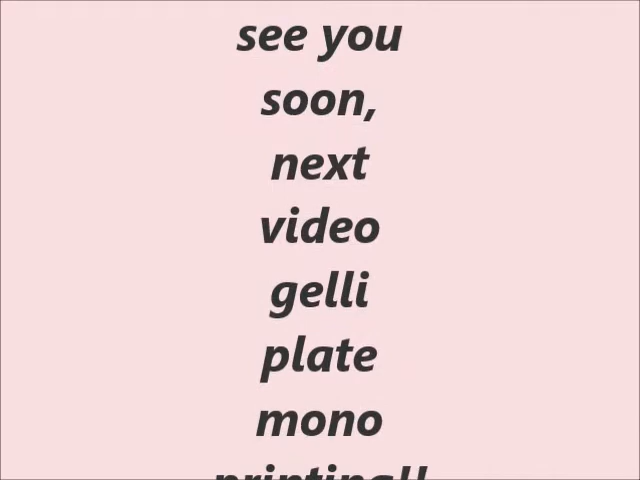 see you
soon,
next
video
gelli
plate
mono
printing!!